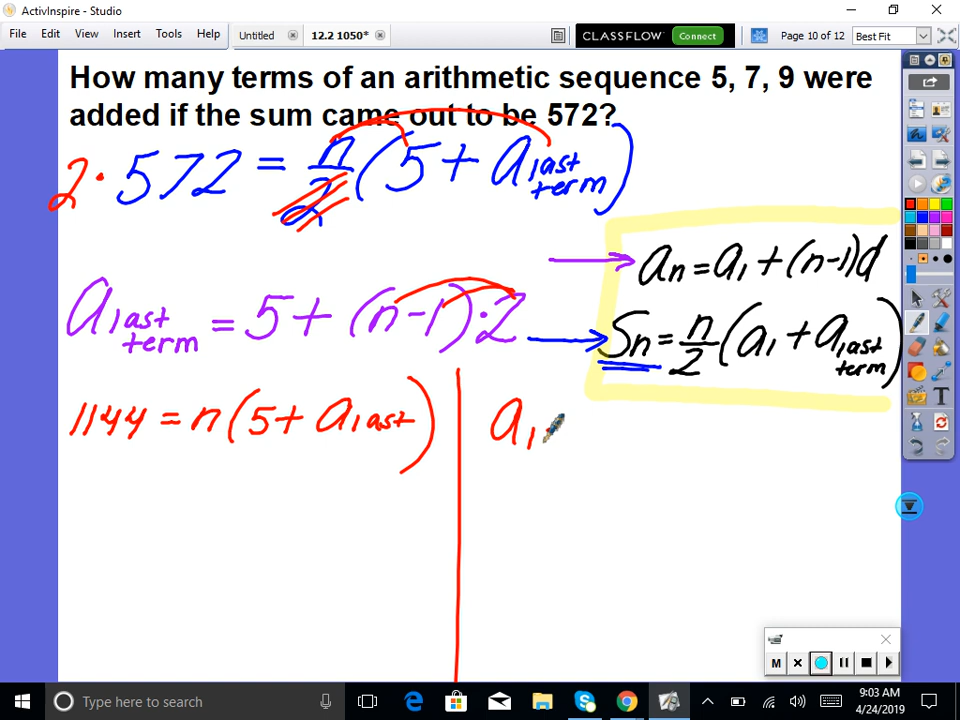 ActivInspire - Studio
File Edit View Insert Tools Help Untitled 12.2 1050* CLASSFLOW Connect Page 10 of 12 Best Fit
How many terms of an arithmetic sequence 5, 7, 9 were
added if the sum came out to be 572?
2 • 572 = n/2 (5 + a last term)
an = a1 + (n-1)d
a last term = 5 + (n-1)·2
Sn = n/2 (a1 + a last term)
1144 = n(5 + a last)
a l
M
Type here to search
9:03 AM
4/24/2019